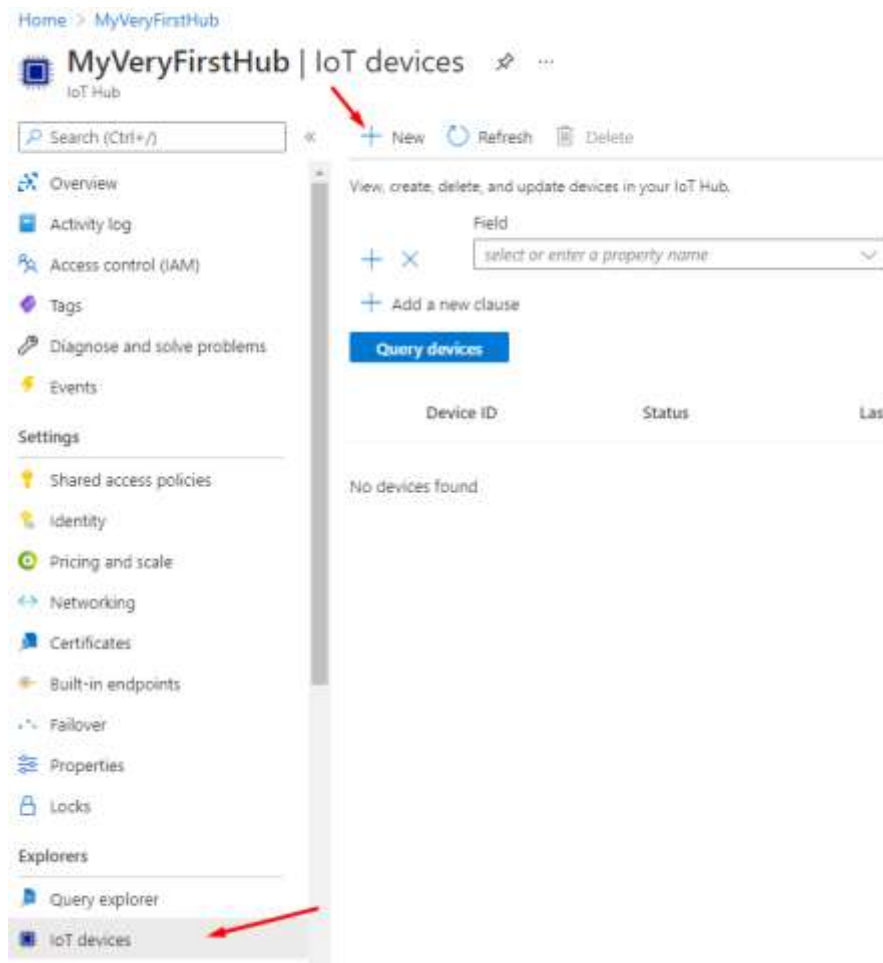 Home > MyVeryFirstHub
MyVeryFirstHub | IoT devices ...
IoT Hub
Search (Ctrl+/) «
Overview
Activity log
Access control (IAM)
Tags
Diagnose and solve problems
Events
Settings
Shared access policies
Identity
Pricing and scale
Networking
Certificates
Built-in endpoints
Failover
Properties
Locks
Explorers
Query explorer
IoT devices
+ New Refresh Delete
View, create, delete, and update devices in your IoT Hub.
Field
select or enter a property name
+ Add a new clause
Query devices
Device ID Status Las
No devices found